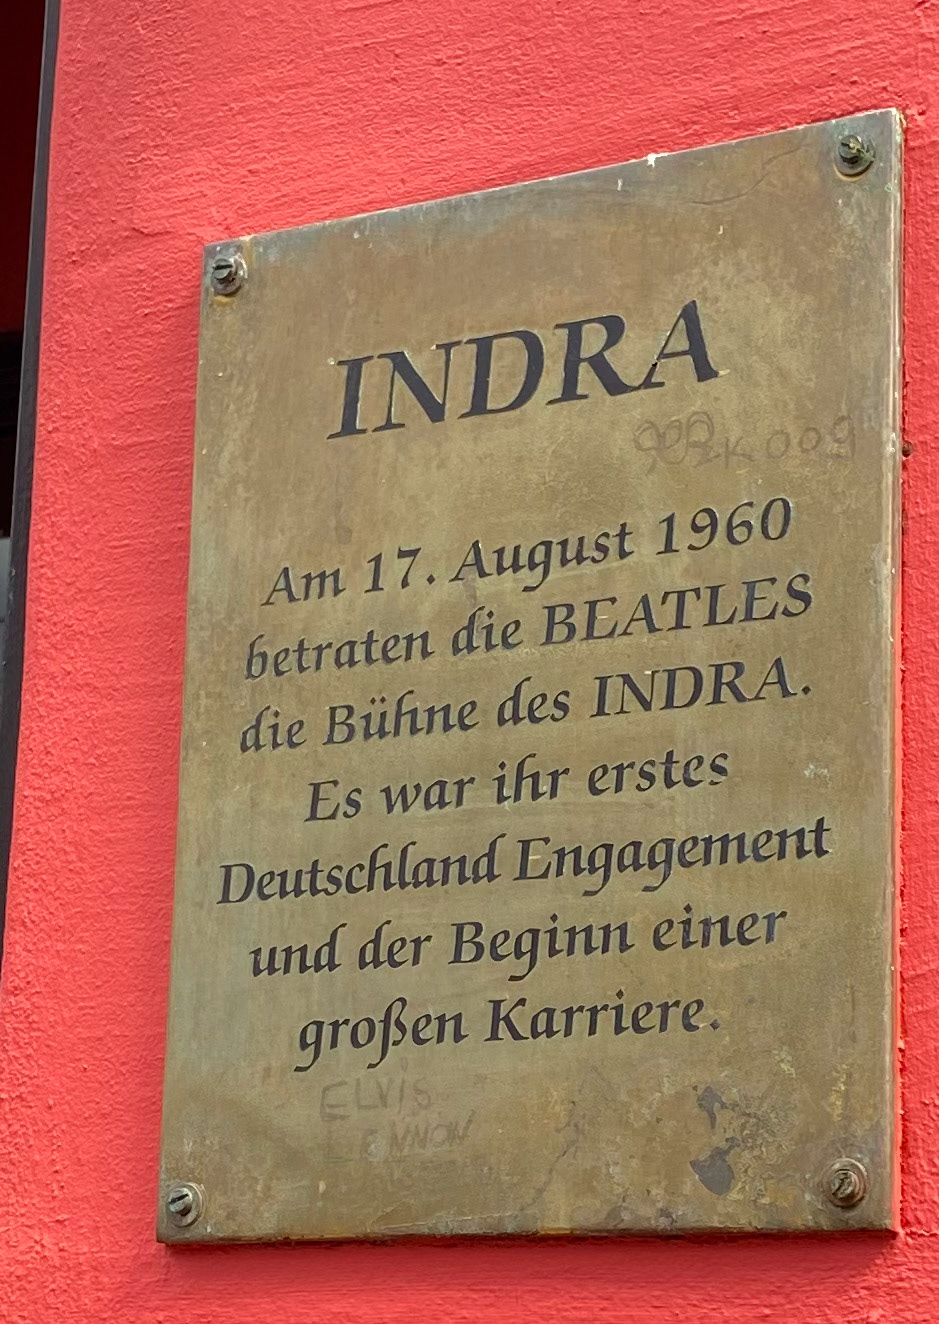 INDRA
Am 17. August 1960
betraten die BEATLES
die Bühne des INDRA.
Es war ihr erstes
Deutschland Engagement
und der Beginn einer
großen Karriere.
ELVIS
LENNON